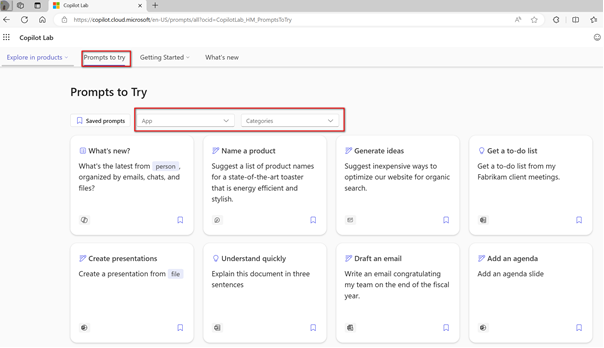 Copilot Lab
https://copilot.cloud.microsoft/en-US/prompts/all?ocid=CopilotLab_HM_PromptsToTry
Copilot Lab
Explore in products Prompts to try Getting Started What's new
Prompts to Try
Saved prompts App Categories
What's new?
What's the latest from person,
organized by emails, chats, and
files?
Name a product
Suggest a list of product names
for a state-of-the-art toaster
that is energy efficient and
stylish.
Generate ideas
Suggest inexpensive ways to
optimize our website for organic
search.
Get a to-do list
Get a to-do list from my
Fabrikam client meetings.
Create presentations
Create a presentation from file
Understand quickly
Explain this document in three
sentences
Draft an email
Write an email congratulating
my team on the end of the fiscal
year.
Add an agenda
Add an agenda slide